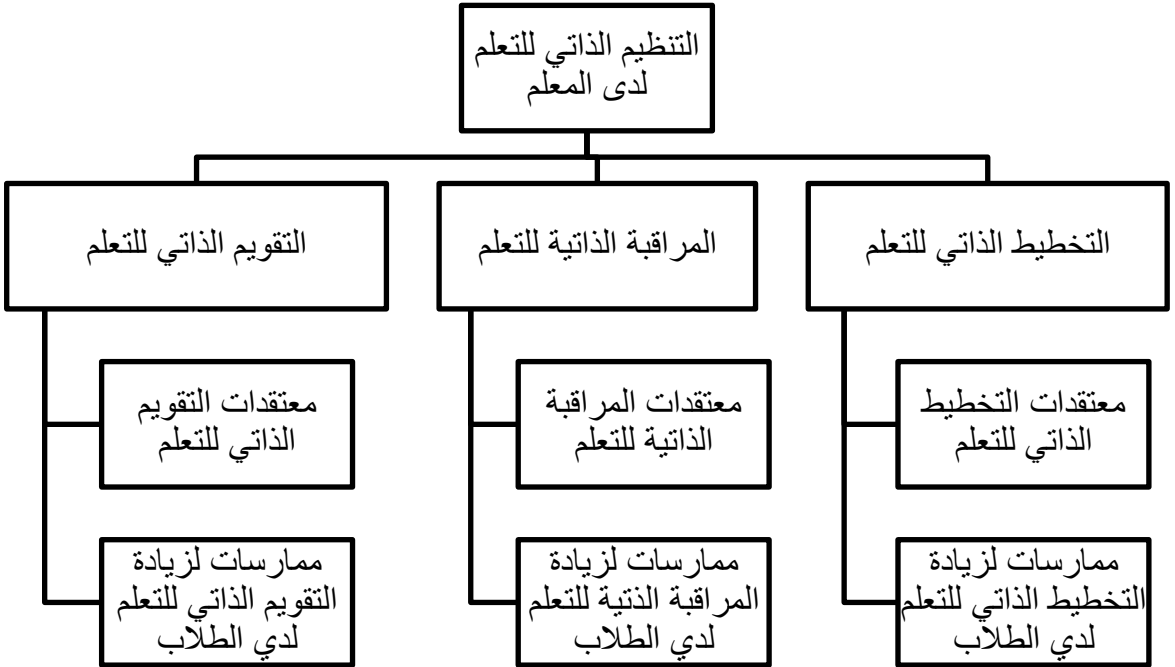 التنظيم الذاتي للتعلم
لدى المعلم
التخطيط الذاتي للتعلم
المراقبة الذاتية للتعلم
التقويم الذاتي للتعلم
معتقدات التخطيط
الذاتي للتعلم
معتقدات المراقبة
الذاتية للتعلم
معتقدات التقويم
الذاتي للتعلم
ممارسات لزيادة
التخطيط الذاتي للتعلم
لدي الطلاب
ممارسات لزيادة
المراقبة الذتية للتعلم
لدي الطلاب
ممارسات لزيادة
التقويم الذاتي للتعلم
لدي الطلاب